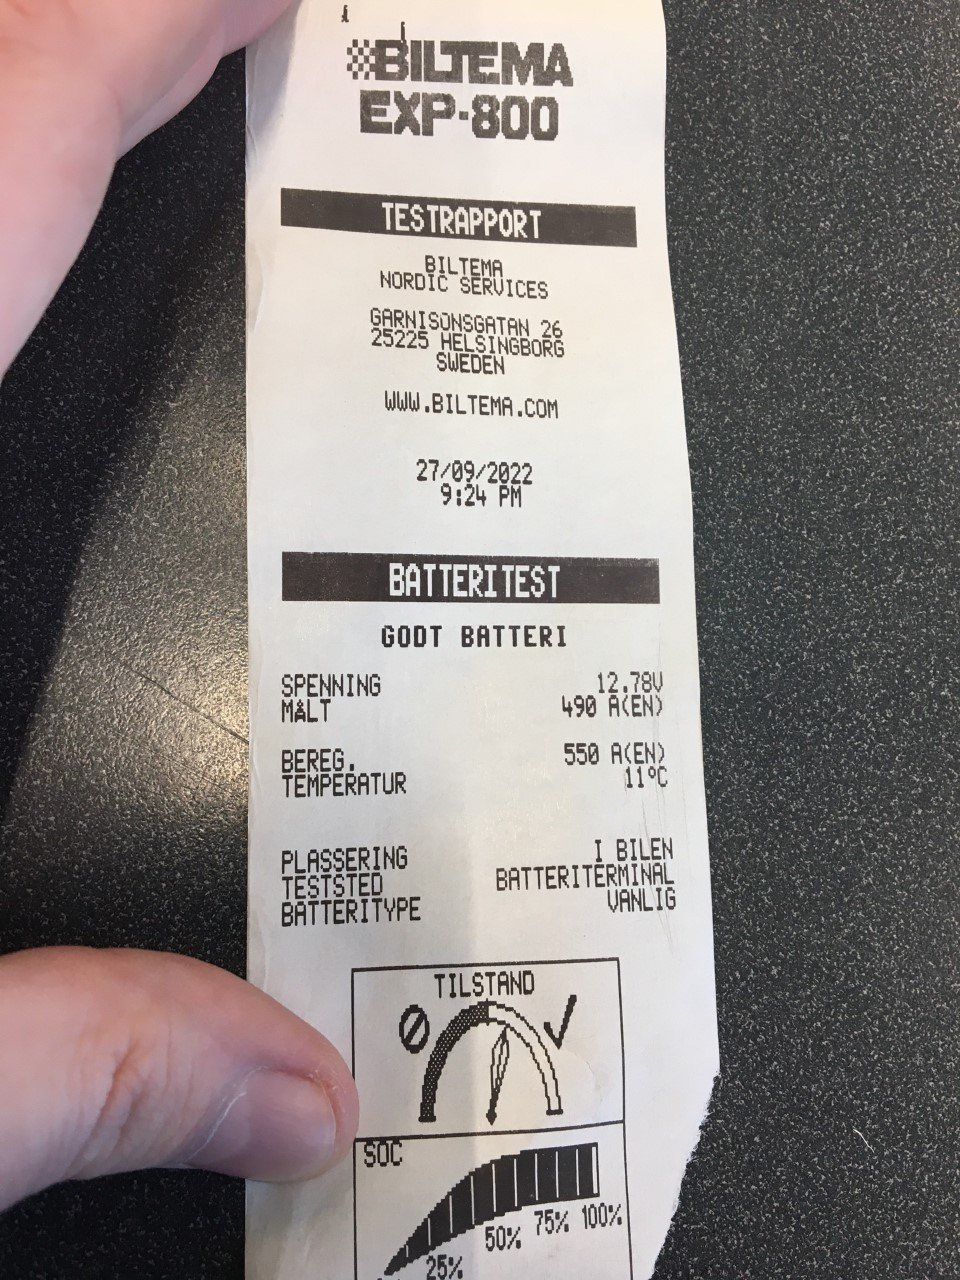 BILTEMA
EXP-800
TESTRAPPORT
BILTEMA
NORDIC SERVICES
GARNISONSGATAN 26
25225 HELSINGBORG
SWEDEN
WWW.BILTEMA.COM
27/09/2022
9:24 PM
BATTERITEST
GODT BATTERI
SPENNING 12.78V
MÅLT 490 A(EN)
BEREG. 550 A(EN)
TEMPERATUR 11°C
PLASSERING I BILEN
TESTSTED BATTERITERMINAL
BATTERITYPE VANLIG
TILSTAND
SOC
25% 50% 75% 100%